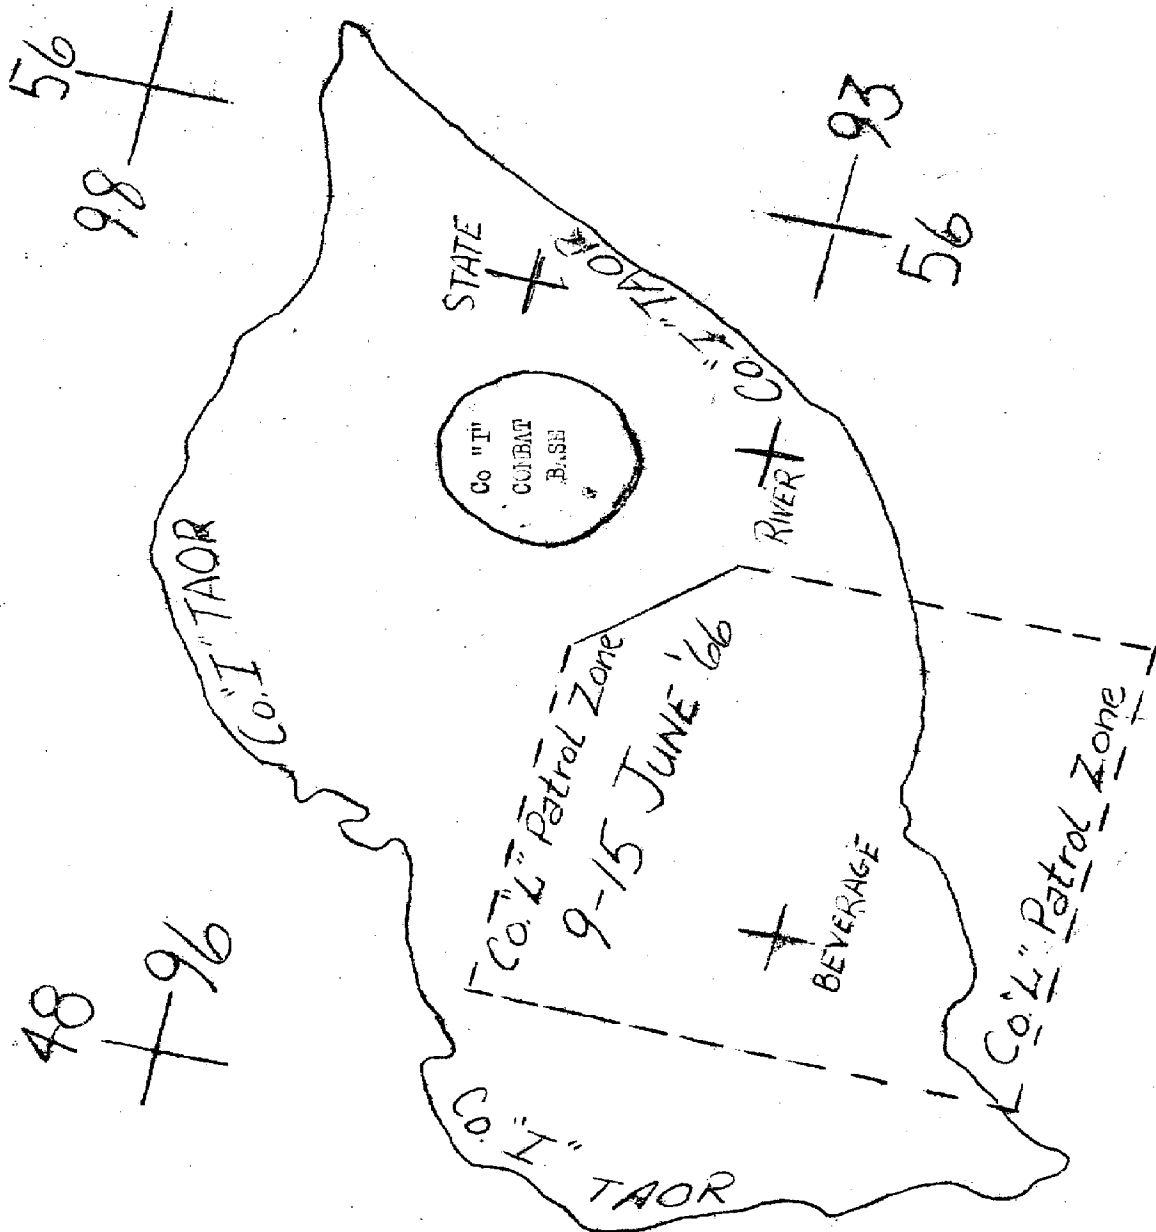 56
98
STATE
Co. "I" TAOR
93
56
Co "I"
COMBAT
BASE
RIVER
Co. "I" TAOR
Co. "L" Patrol Zone
9-15 JUNE '66
BEVERAGE
Co. "L" Patrol Zone
48
96
Co. "I"
TAOR